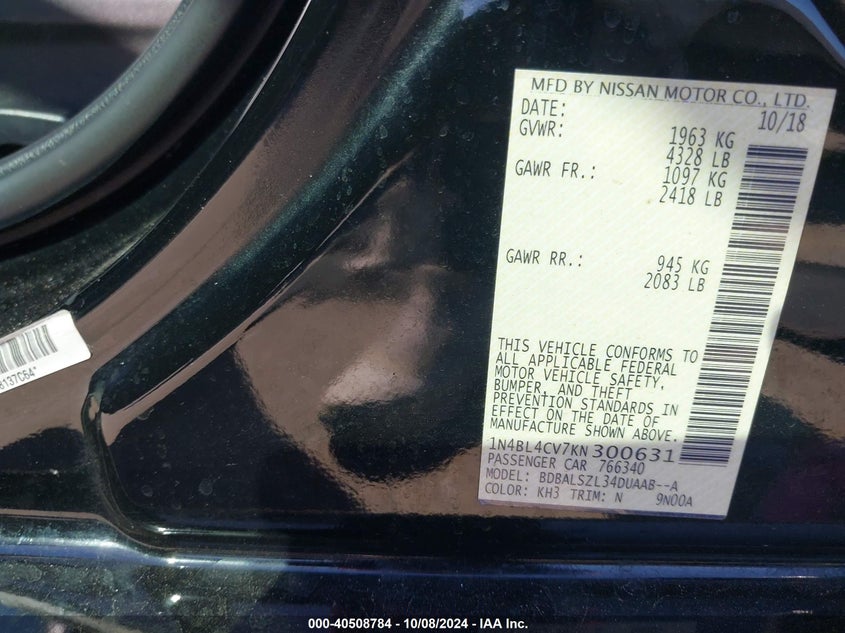 MFD BY NISSAN MOTOR CO., LTD.
DATE: 10/18
GVWR: 1963 KG
4328 LB
GAWR FR.: 1097 KG
2418 LB
GAWR RR.: 945 KG
2083 LB
THIS VEHICLE CONFORMS TO
ALL APPLICABLE FEDERAL
MOTOR VEHICLE SAFETY,
BUMPER, AND THEFT
PREVENTION STANDARDS IN
EFFECT ON THE DATE OF
MANUFACTURE SHOWN ABOVE.
1N4BL4CV7KN300631
PASSENGER CAR 766340
MODEL: BDBALSZL34DUAAB--A
COLOR: KH3 TRIM: N 9N00A
000-40508784 - 10/08/2024 - IAA Inc.